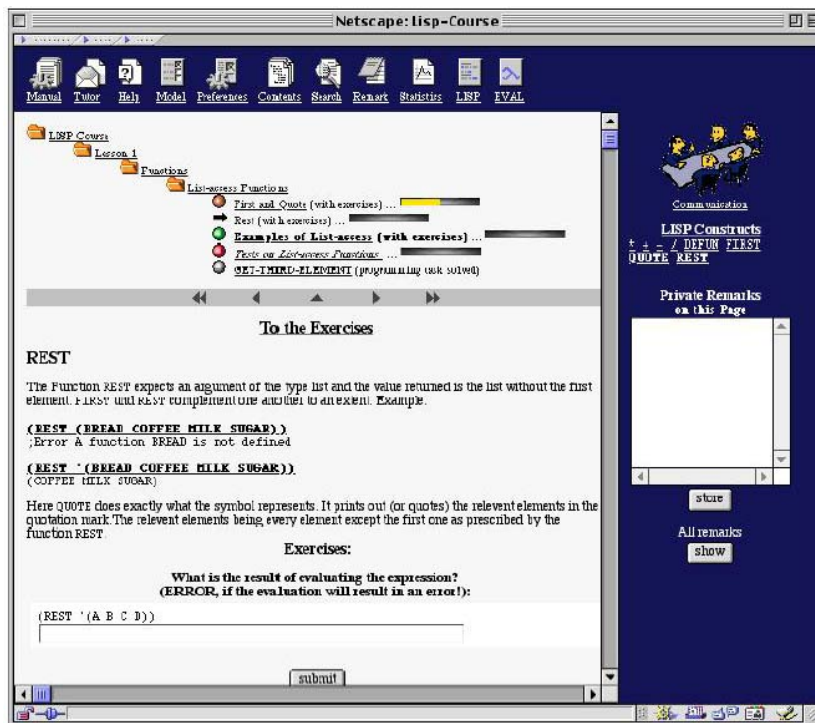 Netscape: Lisp-Course
Manual Tutor Help Model Preferences Contents Search Remark Statistics LISP EVAL
LISP Course
Lesson 1
Functions
List-access Functions
First and Quote (with exercises) ...
Rest (with exercises) ...
Examples of List-access (with exercises) ...
Tests on List-access Functions
GET-THIRD-ELEMENT (programming task solved)
To the Exercises
REST
The Function REST expects an argument of the type list and the value returned is the list without the first
element. FIRST und REST complement one another to an extent. Example.
(REST (BREAD COFFEE MILK SUGAR))
;Error A function BREAD is not defined
(REST '(BREAD COFFEE MILK SUGAR))
(COFFEE MILK SUGAR)
Here QUOTE does exactly what the symbol represents. It prints out (or quotes) the relevent elements in the
quotation mark.The relevent elements being every element except the first one as prescribed by the
function REST.
Exercises:
What is the result of evaluating the expression?
(ERROR, if the evaluation will result in an error!):
(REST '(A B C D))
submit
Communication
LISP Constructs
* + - / DEFUN FIRST
QUOTE REST
Private Remarks
on this Page
store
All remarks
show